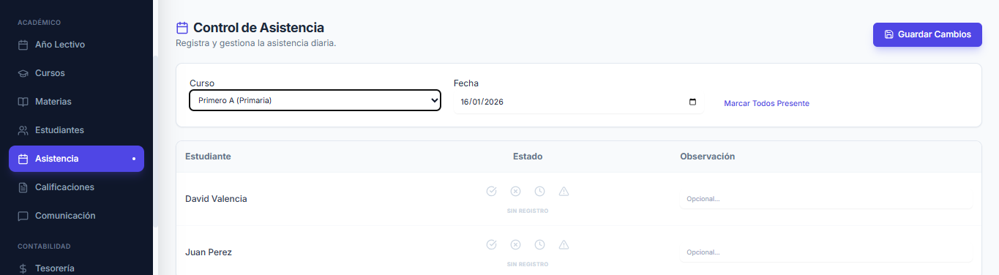 ACADÉMICO
Año Lectivo
Cursos
Materias
Estudiantes
Asistencia
Calificaciones
Comunicación
CONTABILIDAD
Tesorería
Control de Asistencia
Registra y gestiona la asistencia diaria.
Guardar Cambios
Curso
Primero A (Primaria)
Fecha
16/01/2026
Marcar Todos Presente
Estudiante Estado Observación
David Valencia
SIN REGISTRO
Opcional...
Juan Perez
SIN REGISTRO
Opcional...